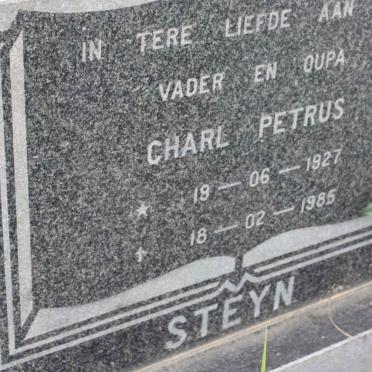 IN TERE LIEFDE AAN
VADER EN OUPA
CHARL PETRUS
★ 19 — 06 — 1927
✝ 18 — 02 — 1985
STEYN